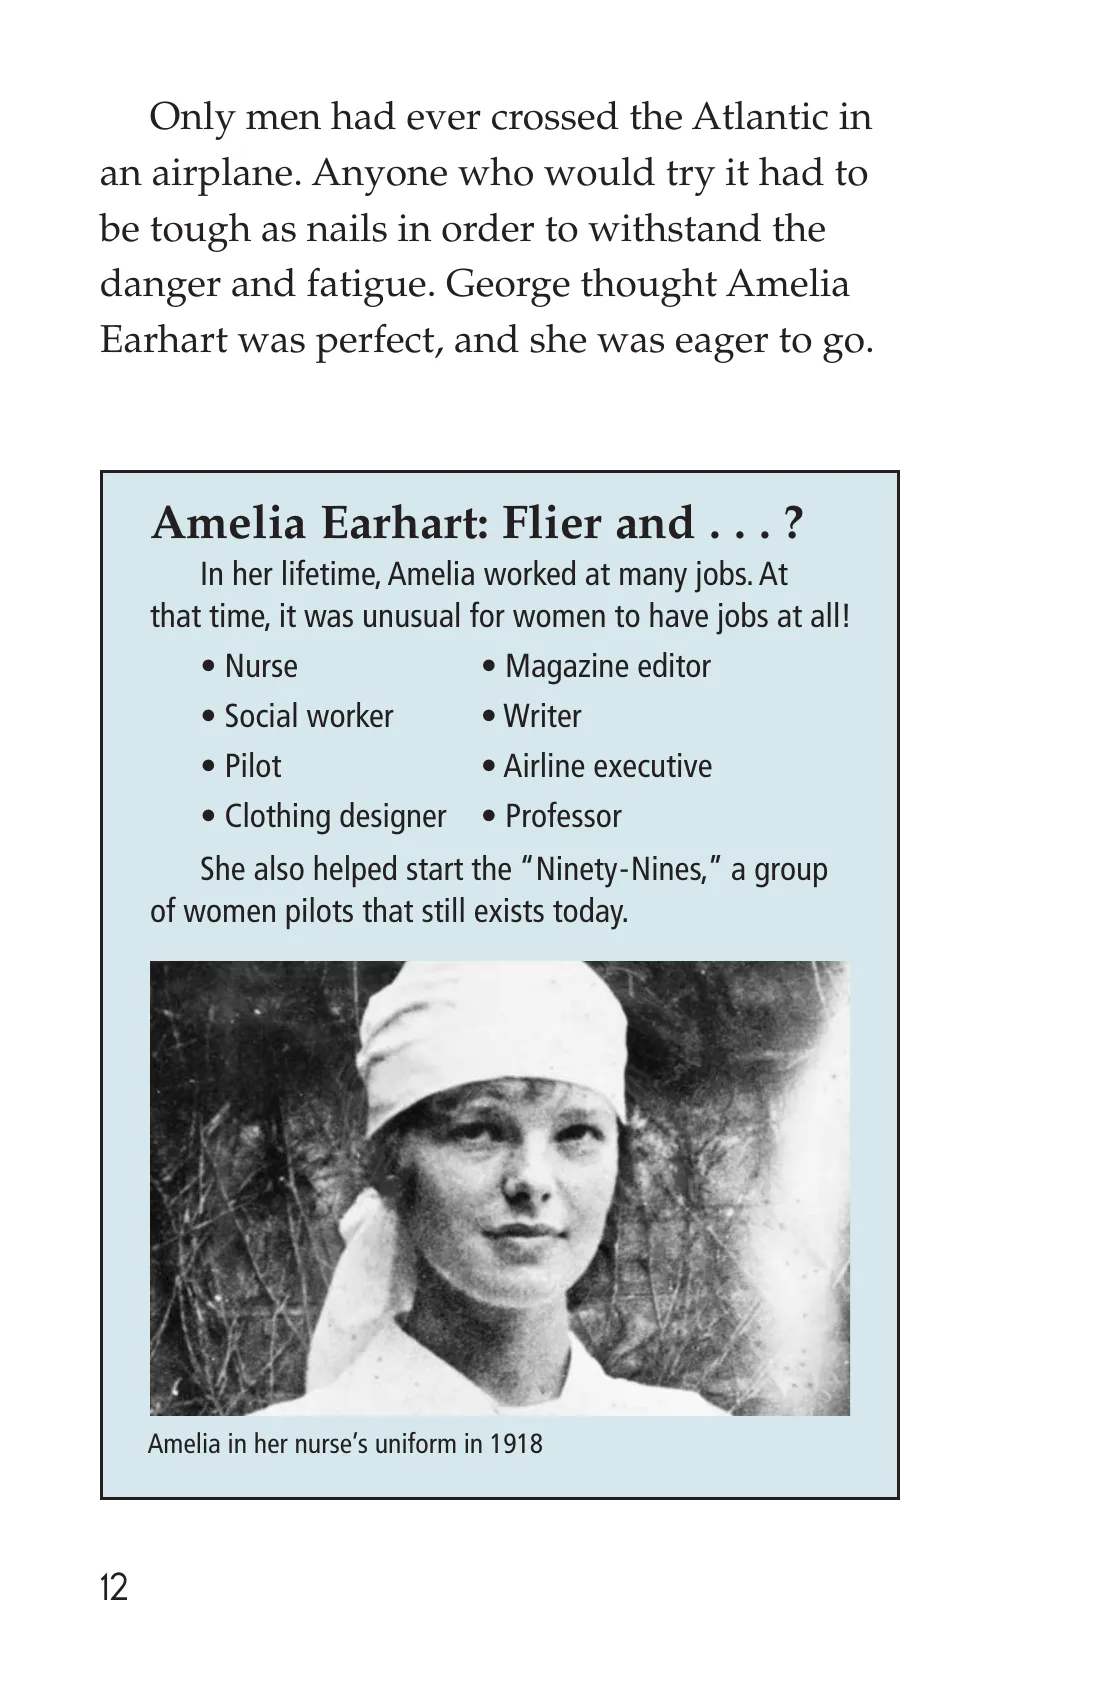 Only men had ever crossed the Atlantic in
an airplane. Anyone who would try it had to
be tough as nails in order to withstand the
danger and fatigue. George thought Amelia
Earhart was perfect, and she was eager to go.
Amelia Earhart: Flier and . . . ?
In her lifetime, Amelia worked at many jobs. At
that time, it was unusual for women to have jobs at all!
• Nurse
• Social worker
• Pilot
• Clothing designer
• Magazine editor
• Writer
• Airline executive
• Professor
She also helped start the “Ninety-Nines,” a group
of women pilots that still exists today.
Amelia in her nurse’s uniform in 1918
12